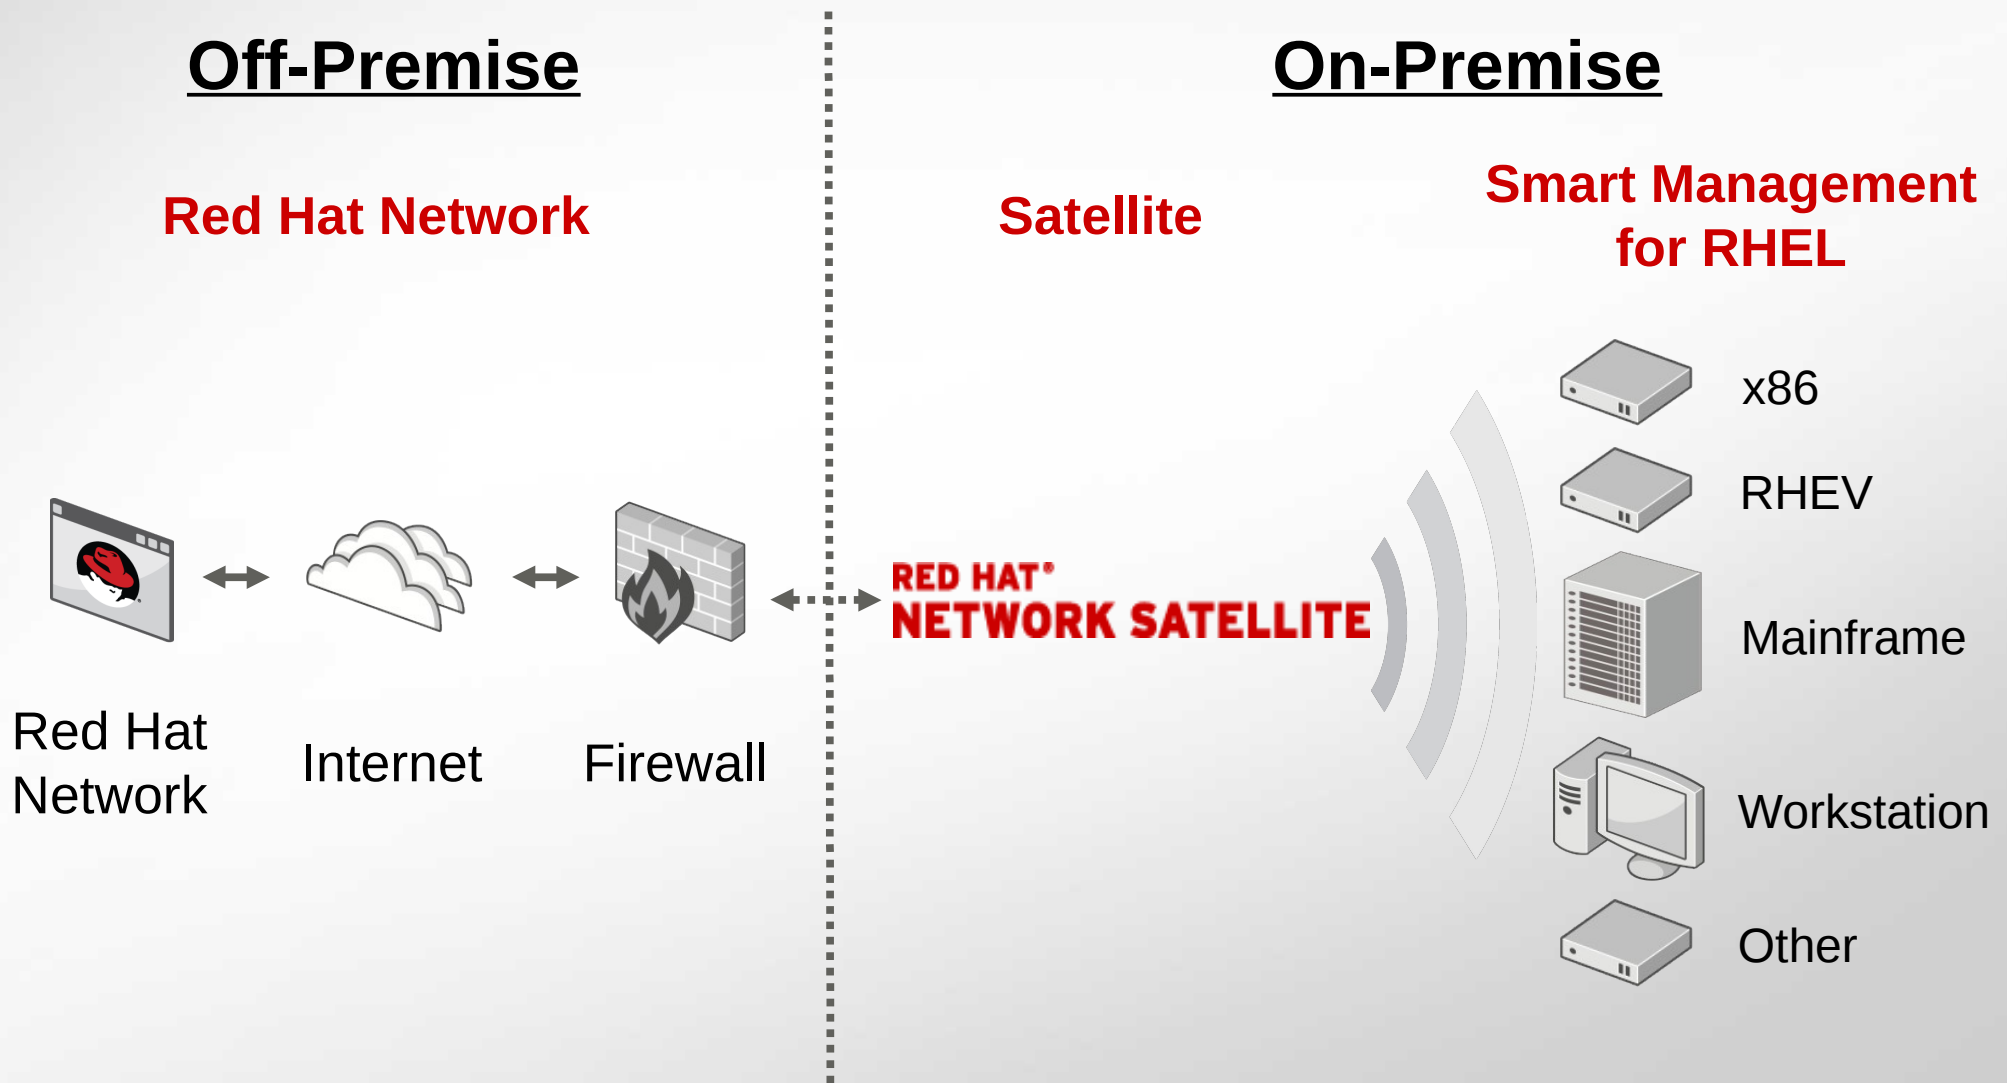 Off-Premise
On-Premise
Red Hat Network
Satellite
Smart Management
for RHEL
x86
RHEV
RED HAT®
NETWORK SATELLITE
Mainframe
Red Hat
Network
Internet
Firewall
Workstation
Other